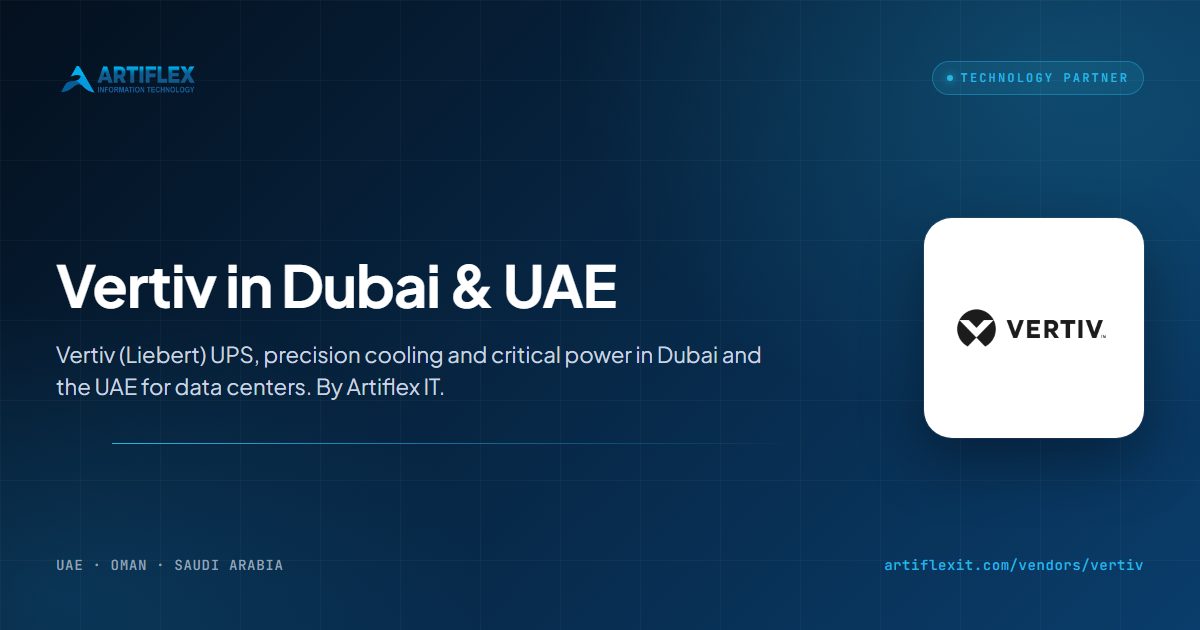 ARTIFLEX
INFORMATION TECHNOLOGY
TECHNOLOGY PARTNER
Vertiv in Dubai & UAE
Vertiv (Liebert) UPS, precision cooling and critical power in Dubai and
the UAE for data centers. By Artiflex IT.
VERTIV™
UAE · OMAN · SAUDI ARABIA
artiflexit.com/vendors/vertiv